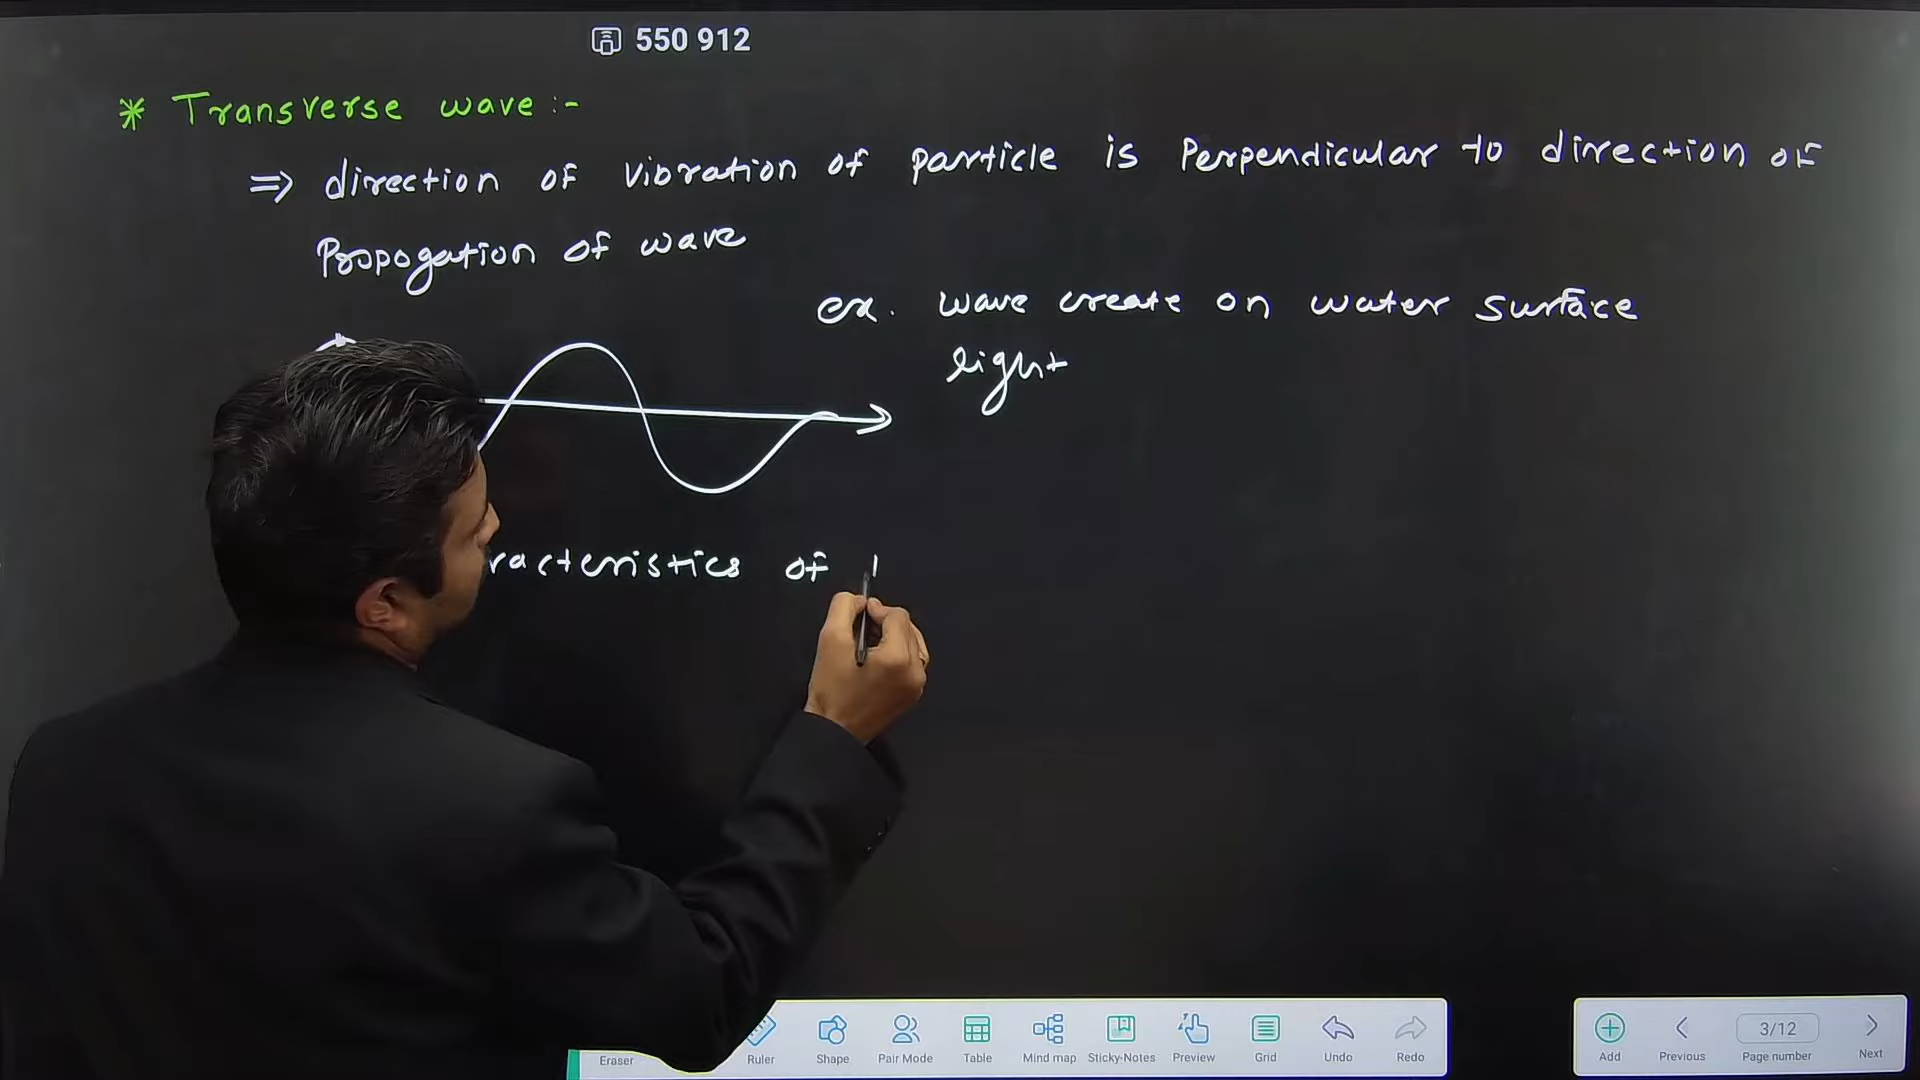 550 912
* Transverse wave :-
⇒ direction of vibration of particle is Perpendicular to direction of
Propogation of wave
ex. wave create on water surface
light
racteristics of
Eraser
Ruler
Shape
Pair Mode
Table
Mind map
Sticky-Notes
Preview
Grid
Undo
Redo
Add
Previous
3/12
Page number
Next